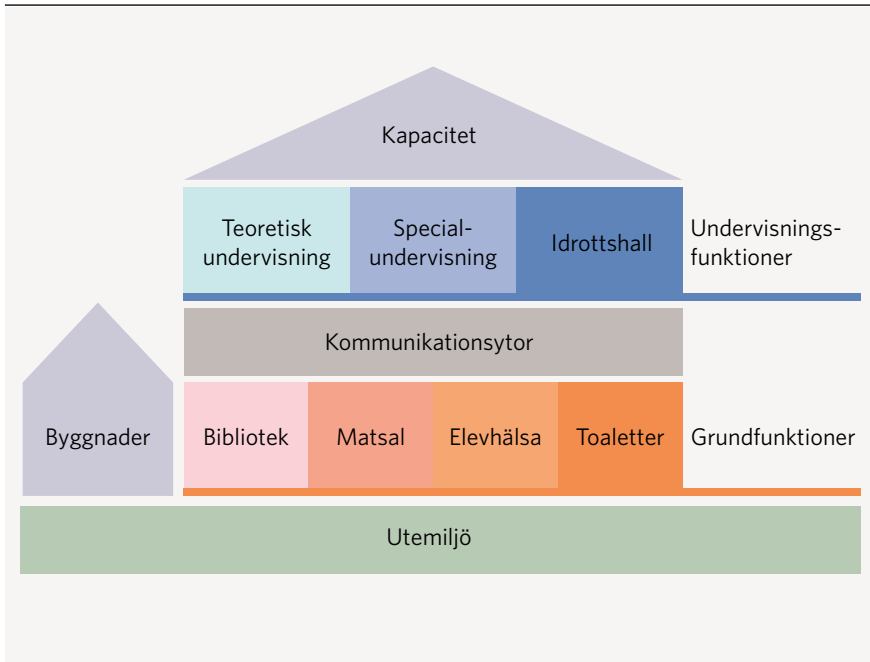 Kapacitet
Teoretisk
undervisning
Special-
undervisning
Idrottshall
Undervisnings-
funktioner
Kommunikationsytor
Byggnader
Bibliotek
Matsal
Elevhälsa
Toaletter
Grundfunktioner
Utemiljö